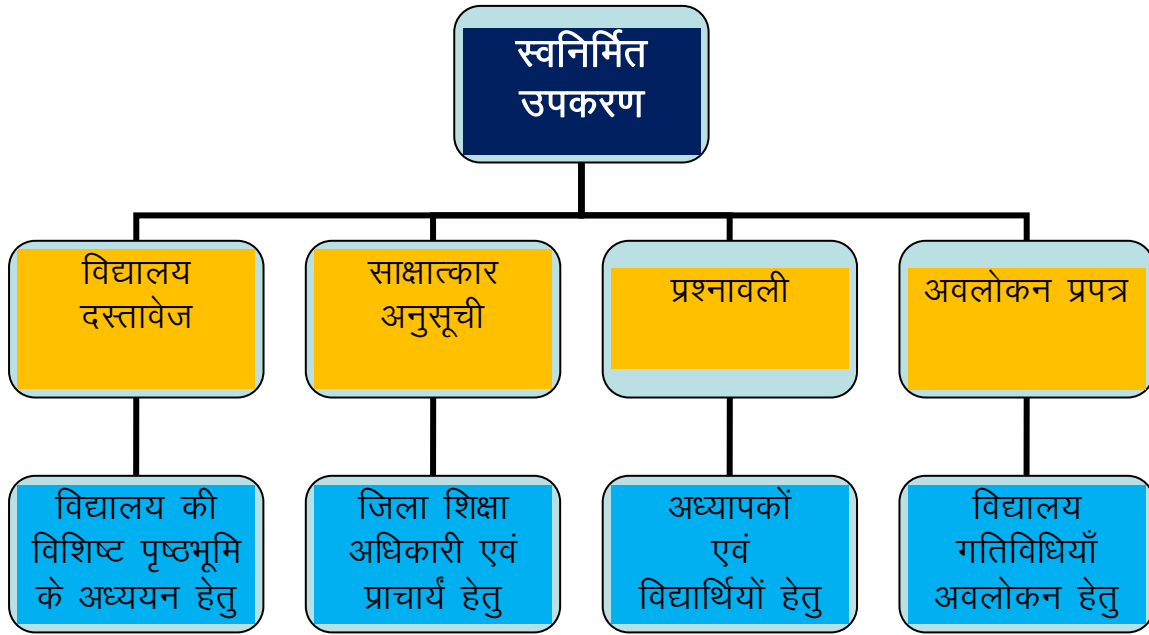 स्वनिर्मित
उपकरण
विद्यालय
दस्तावेज
साक्षात्कार
अनुसूची
प्रश्नावली
अवलोकन प्रपत्र
विद्यालय की
विशिष्ट पृष्ठभूमि
के अध्ययन हेतु
जिला शिक्षा
अधिकारी एवं
प्राचार्यं हेतु
अध्यापकों
एवं
विद्यार्थियों हेतु
विद्यालय
गतिविधियाँ
अवलोकन हेतु